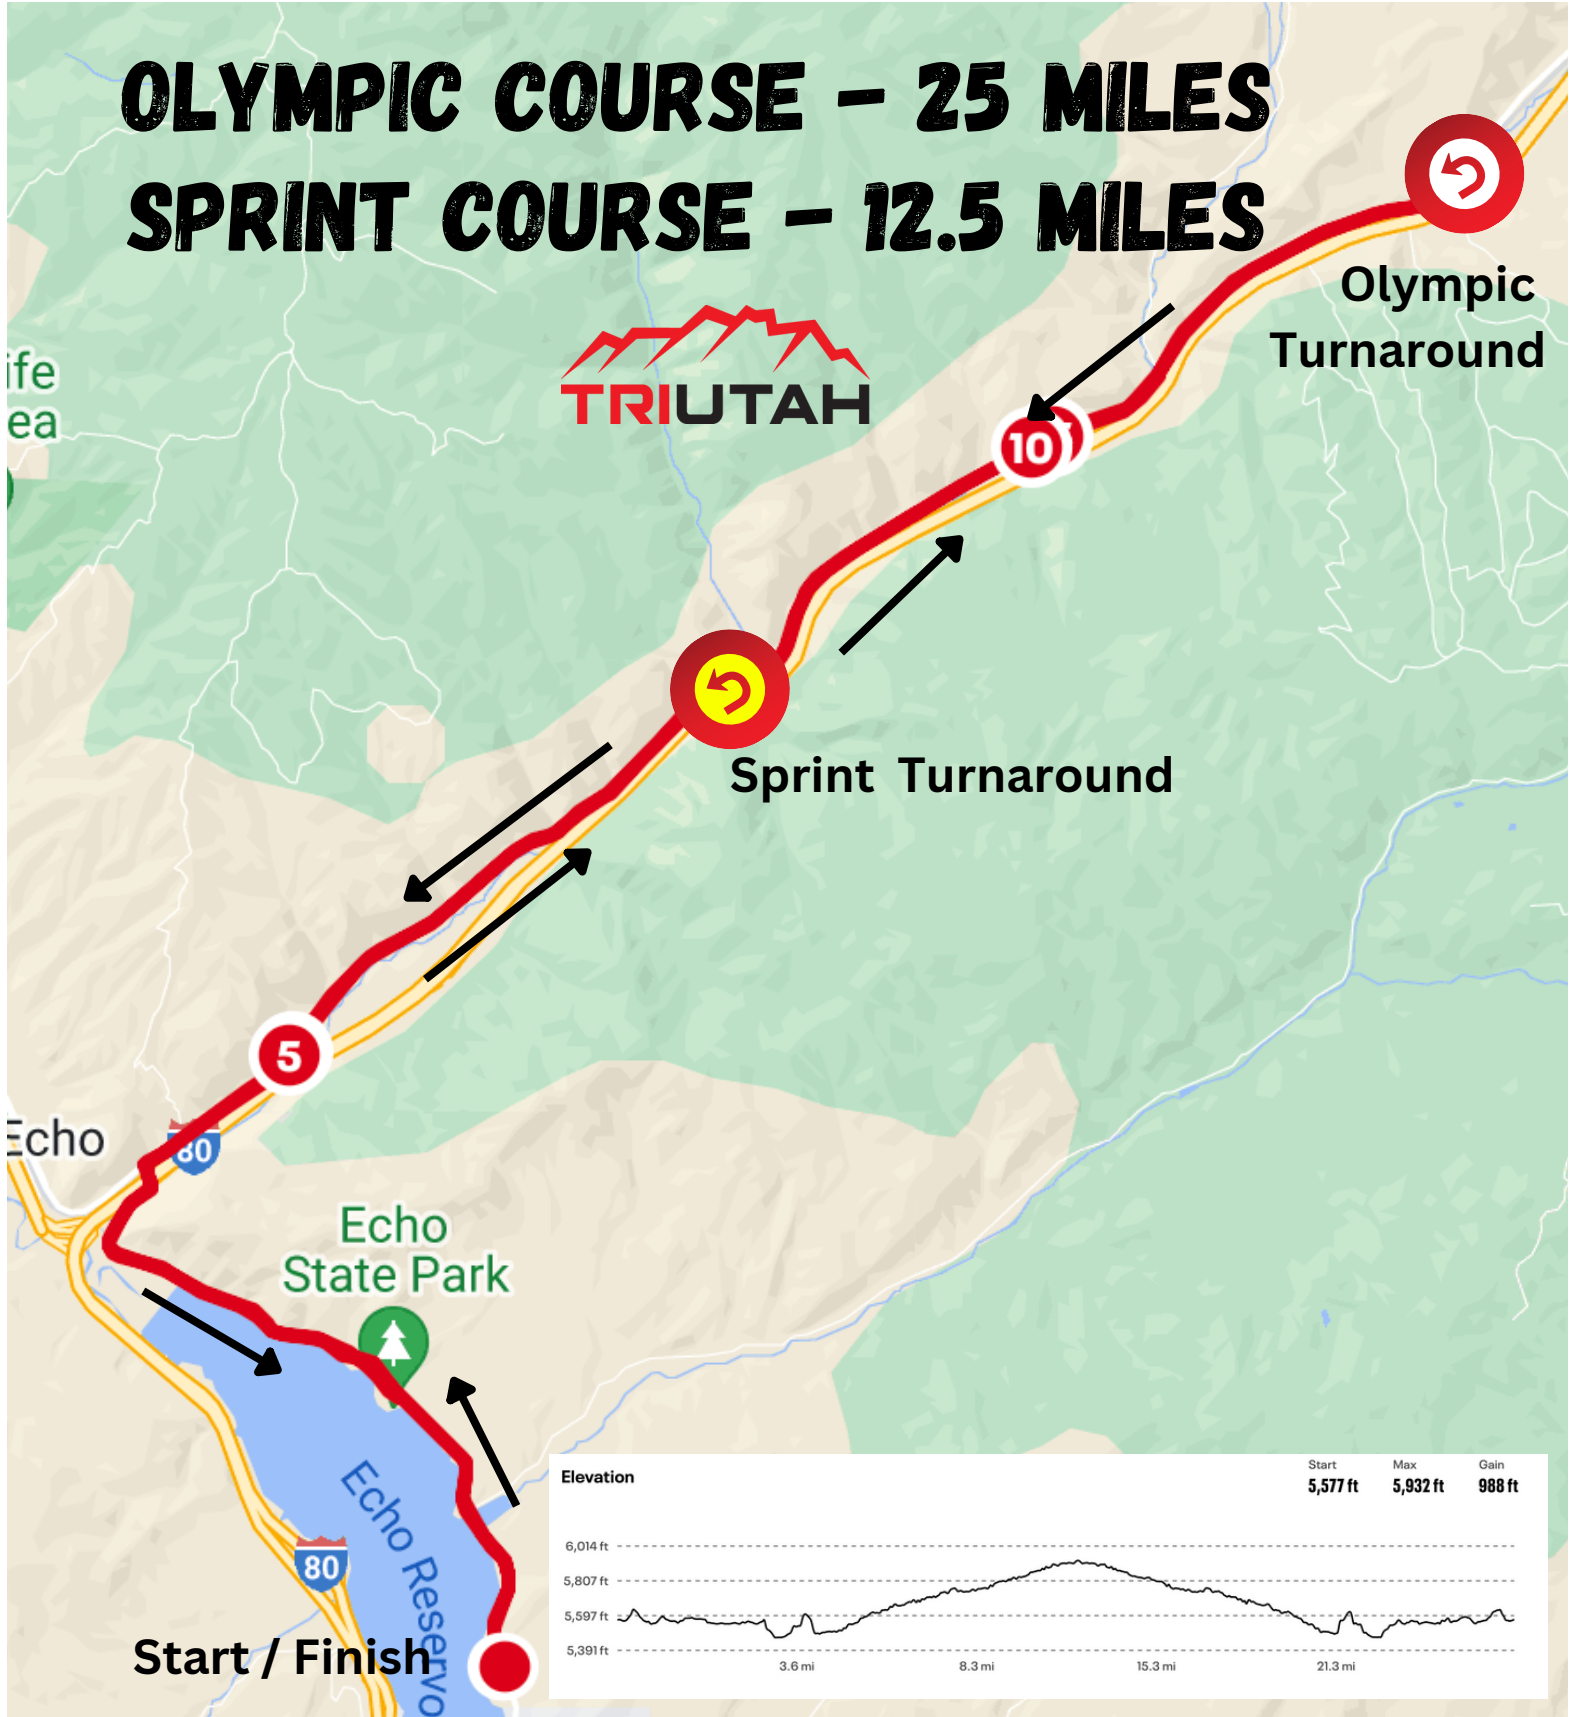 OLYMPIC COURSE – 25 MILES
SPRINT COURSE – 12.5 MILES
Olympic
Turnaround
ife
ea
TRIUTAH
10
Sprint Turnaround
5
Echo
80
Echo
State Park
Echo Reservo
80
Start / Finish
Elevation
Start Max Gain
5,577 ft 5,932 ft 988 ft
6,014 ft
5,807 ft
5,597 ft
5,391 ft
3.6 mi 8.3 mi 15.3 mi 21.3 mi